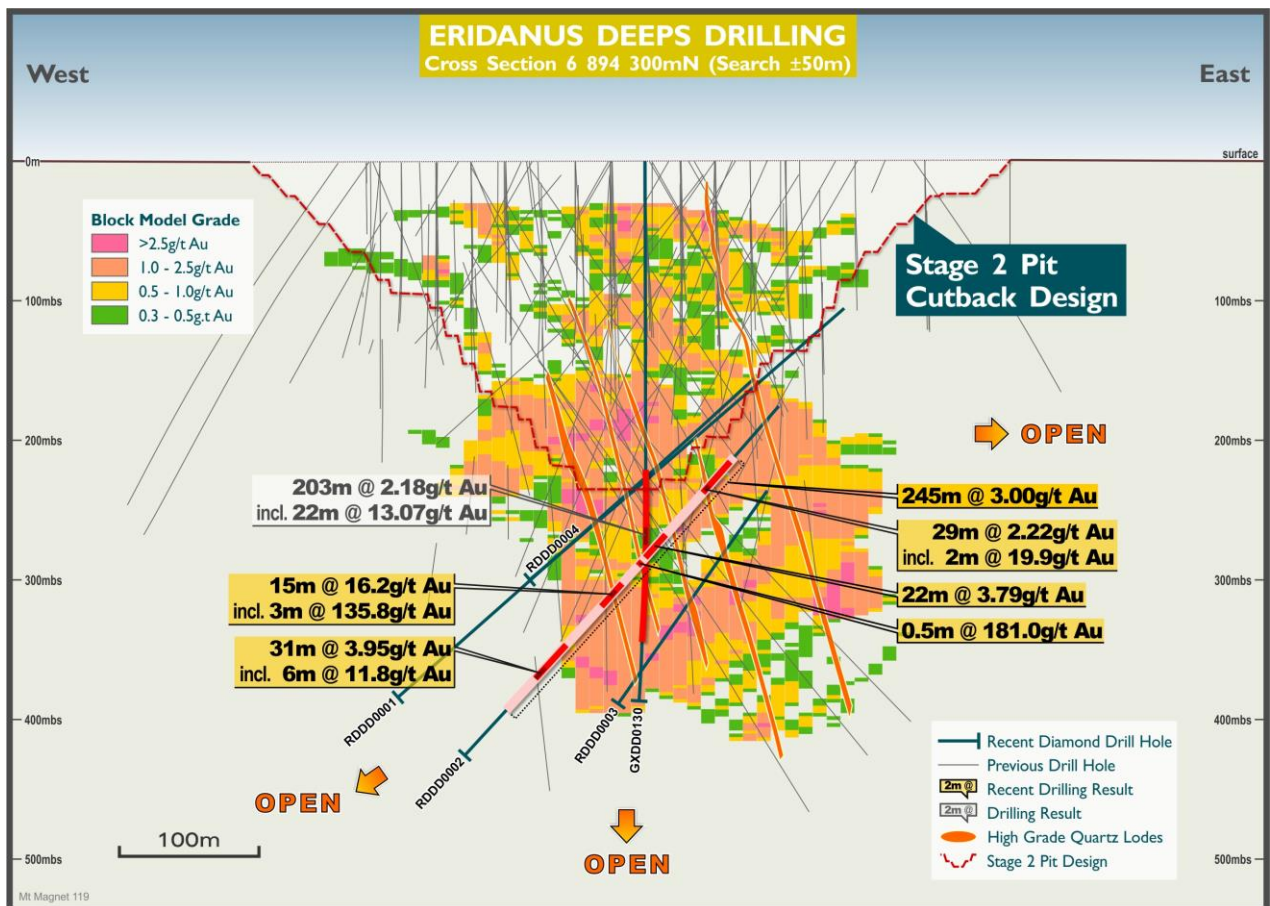 ERIDANUS DEEPS DRILLING
Cross Section 6 894 300mN (Search ±50m)
West
East
0m
surface
Block Model Grade
>2.5g/t Au
1.0 - 2.5g/t Au
0.5 - 1.0g/t Au
0.3 - 0.5g.t Au
Stage 2 Pit
Cutback Design
100mbs
100mbs
200mbs
200mbs
OPEN
203m @ 2.18g/t Au
incl. 22m @ 13.07g/t Au
245m @ 3.00g/t Au
29m @ 2.22g/t Au
incl. 2m @ 19.9g/t Au
RDDD0004
300mbs
300mbs
15m @ 16.2g/t Au
incl. 3m @ 135.8g/t Au
22m @ 3.79g/t Au
0.5m @ 181.0g/t Au
31m @ 3.95g/t Au
incl. 6m @ 11.8g/t Au
400mbs
400mbs
RDDD0001
RDDD0002
RDDD0003
GXDD0130
OPEN
100m
OPEN
Recent Diamond Drill Hole
Previous Drill Hole
2m @
Recent Drilling Result
2m @
Drilling Result
High Grade Quartz Lodes
Stage 2 Pit Design
500mbs
500mbs
Mt Magnet 119